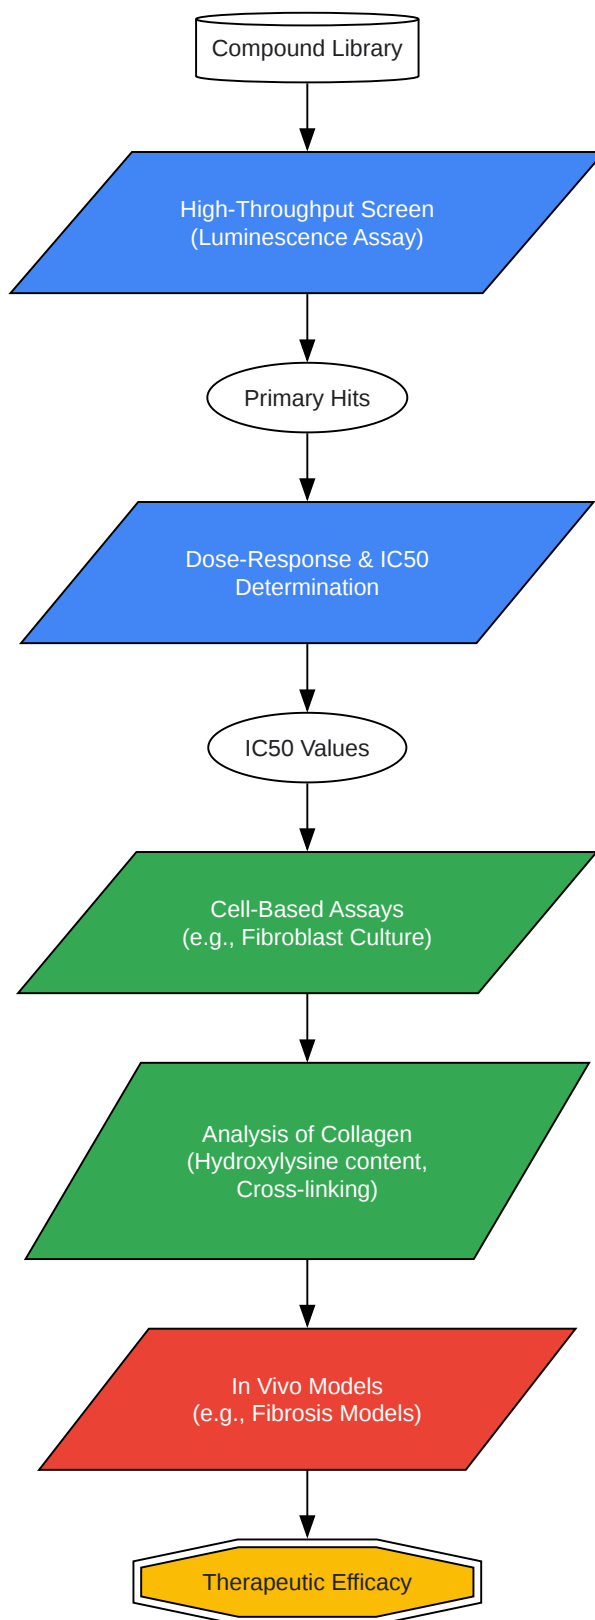 Compound Library
High-Throughput Screen
(Luminescence Assay)
Primary Hits
Dose-Response & IC50
Determination
IC50 Values
Cell-Based Assays
(e.g., Fibroblast Culture)
Analysis of Collagen
(Hydroxylysine content,
Cross-linking)
In Vivo Models
(e.g., Fibrosis Models)
Therapeutic Efficacy